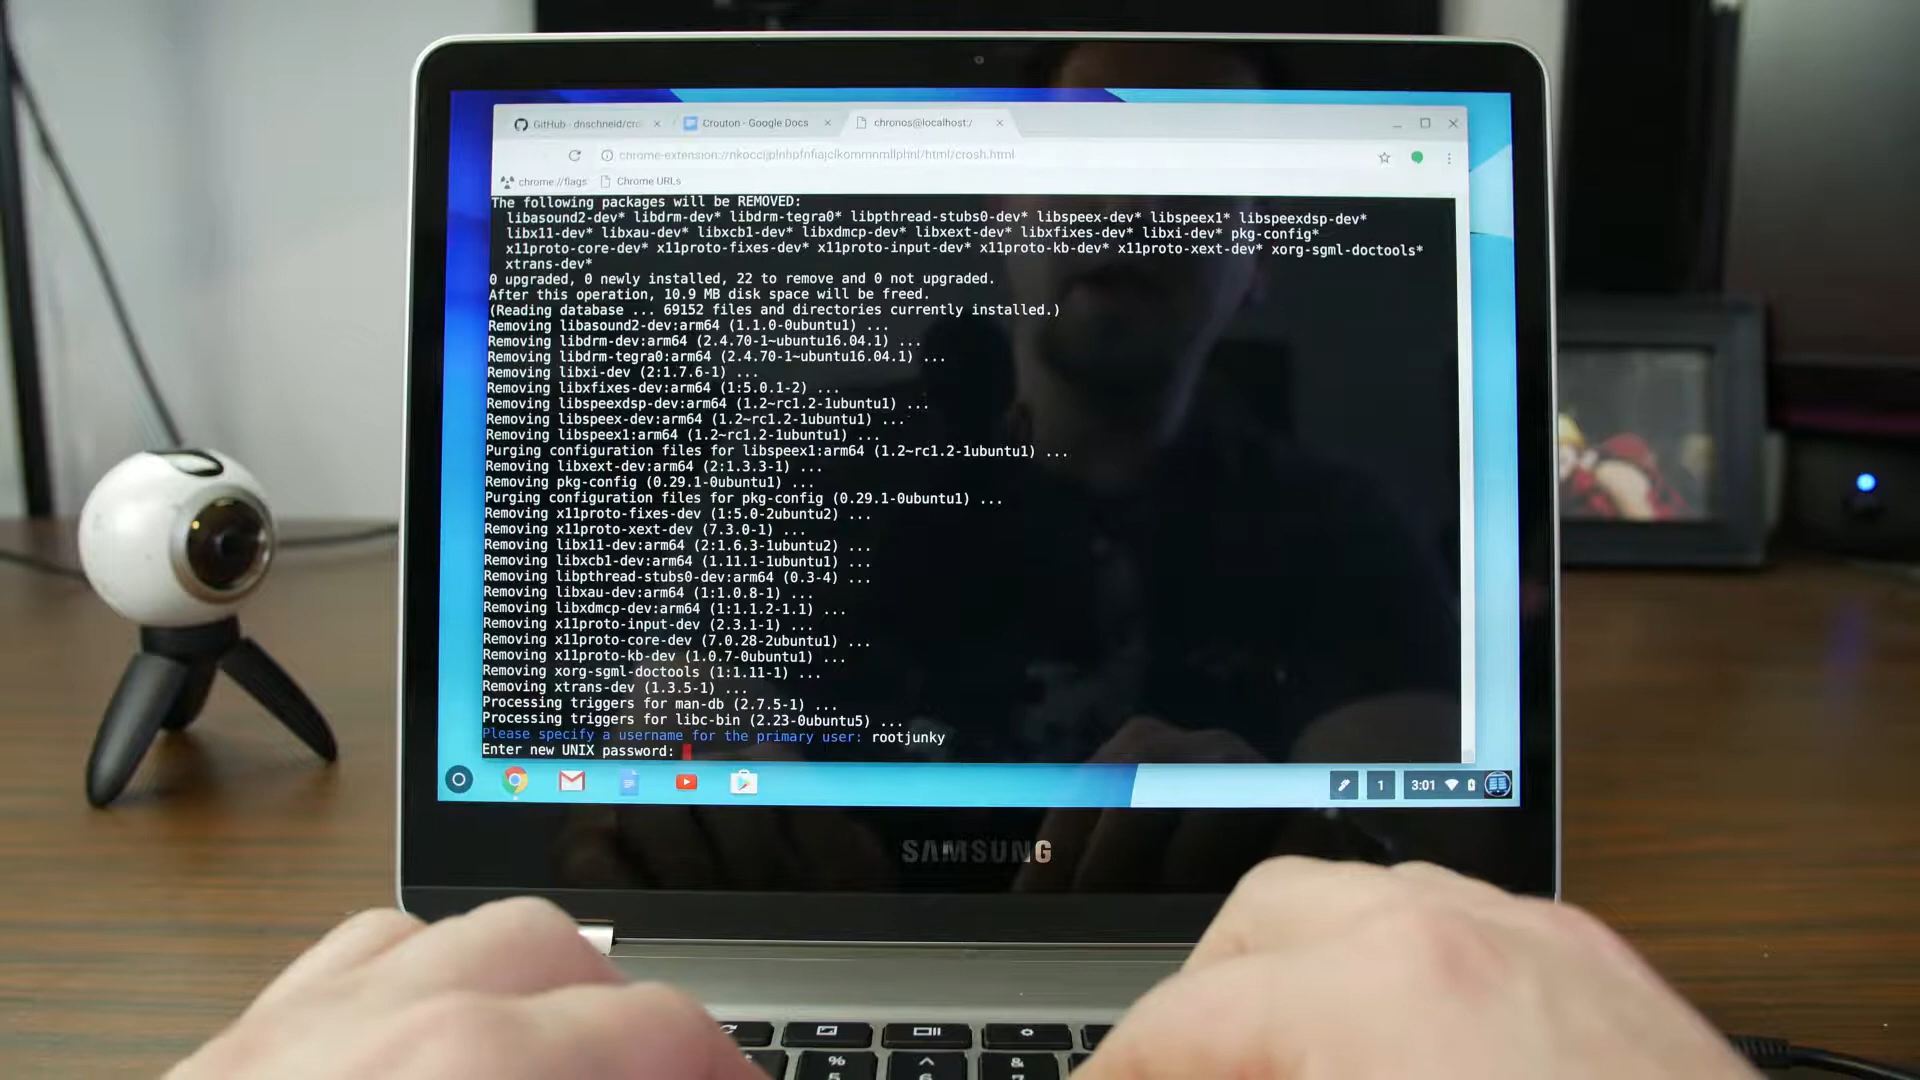 GitHub - dnschneid/cro
Crouton - Google Docs
chronos@localhost:/
chrome-extension://nkoccijplnhpfnfiajclkommnmllphnl/html/crosh.html
chrome://flags
Chrome URLs
The following packages will be REMOVED:
libasound2-dev* libdrm-dev* libdrm-tegra0* libpthread-stubs0-dev* libspeex-dev* libspeex1* libspeexdsp-dev*
libx11-dev* libxau-dev* libxcb1-dev* libxdmcp-dev* libxext-dev* libxfixes-dev* libxi-dev* pkg-config*
x11proto-core-dev* x11proto-fixes-dev* x11proto-input-dev* x11proto-kb-dev* x11proto-xext-dev* xorg-sgml-doctools*
xtrans-dev*
0 upgraded, 0 newly installed, 22 to remove and 0 not upgraded.
After this operation, 10.9 MB disk space will be freed.
(Reading database ... 69152 files and directories currently installed.)
Removing libasound2-dev:arm64 (1.1.0-0ubuntu1) ...
Removing libdrm-dev:arm64 (2.4.70-1~ubuntu16.04.1) ...
Removing libdrm-tegra0:arm64 (2.4.70-1~ubuntu16.04.1) ...
Removing libxi-dev (2:1.7.6-1) ...
Removing libxfixes-dev:arm64 (1:5.0.1-2) ...
Removing libspeexdsp-dev:arm64 (1.2~rc1.2-1ubuntu1) ...
Removing libspeex-dev:arm64 (1.2~rc1.2-1ubuntu1) ...
Removing libspeex1:arm64 (1.2~rc1.2-1ubuntu1) ...
Purging configuration files for libspeex1:arm64 (1.2~rc1.2-1ubuntu1) ...
Removing libxext-dev:arm64 (2:1.3.3-1) ...
Removing pkg-config (0.29.1-0ubuntu1) ...
Purging configuration files for pkg-config (0.29.1-0ubuntu1) ...
Removing x11proto-fixes-dev (1:5.0-2ubuntu2) ...
Removing x11proto-xext-dev (7.3.0-1) ...
Removing libx11-dev:arm64 (2:1.6.3-1ubuntu2) ...
Removing libxcb1-dev:arm64 (1.11.1-1ubuntu1) ...
Removing libpthread-stubs0-dev:arm64 (0.3-4) ...
Removing libxau-dev:arm64 (1:1.0.8-1) ...
Removing libxdmcp-dev:arm64 (1:1.1.2-1.1) ...
Removing x11proto-input-dev (2.3.1-1) ...
Removing x11proto-core-dev (7.0.28-2ubuntu1) ...
Removing x11proto-kb-dev (1.0.7-0ubuntu1) ...
Removing xorg-sgml-doctools (1:1.11-1) ...
Removing xtrans-dev (1.3.5-1) ...
Processing triggers for man-db (2.7.5-1) ...
Processing triggers for libc-bin (2.23-0ubuntu5) ...
Please specify a username for the primary user: rootjunky
Enter new UNIX password:
1
3:01
SAMSUNG
% ^ &
5 6 7